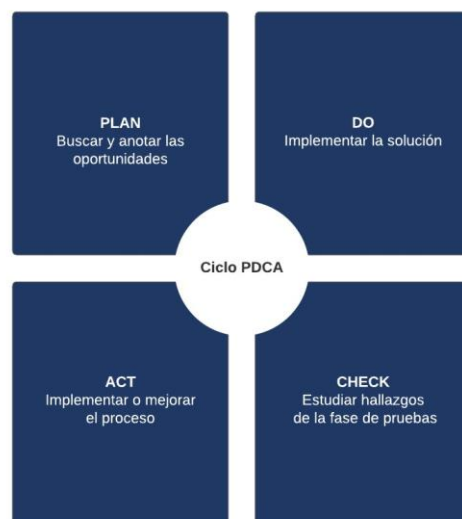 PLAN
Buscar y anotar las
oportunidades
DO
Implementar la solución
Ciclo PDCA
ACT
Implementar o mejorar
el proceso
CHECK
Estudiar hallazgos
de la fase de pruebas